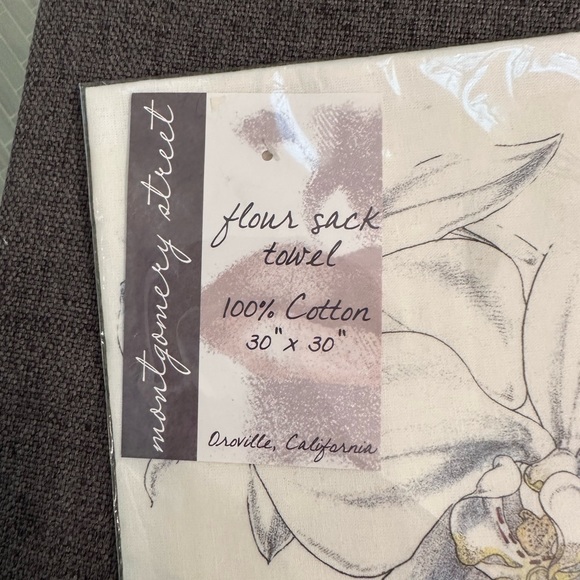 montgomery street
flour sack
towel
100% Cotton
30" x 30"
Oroville, California